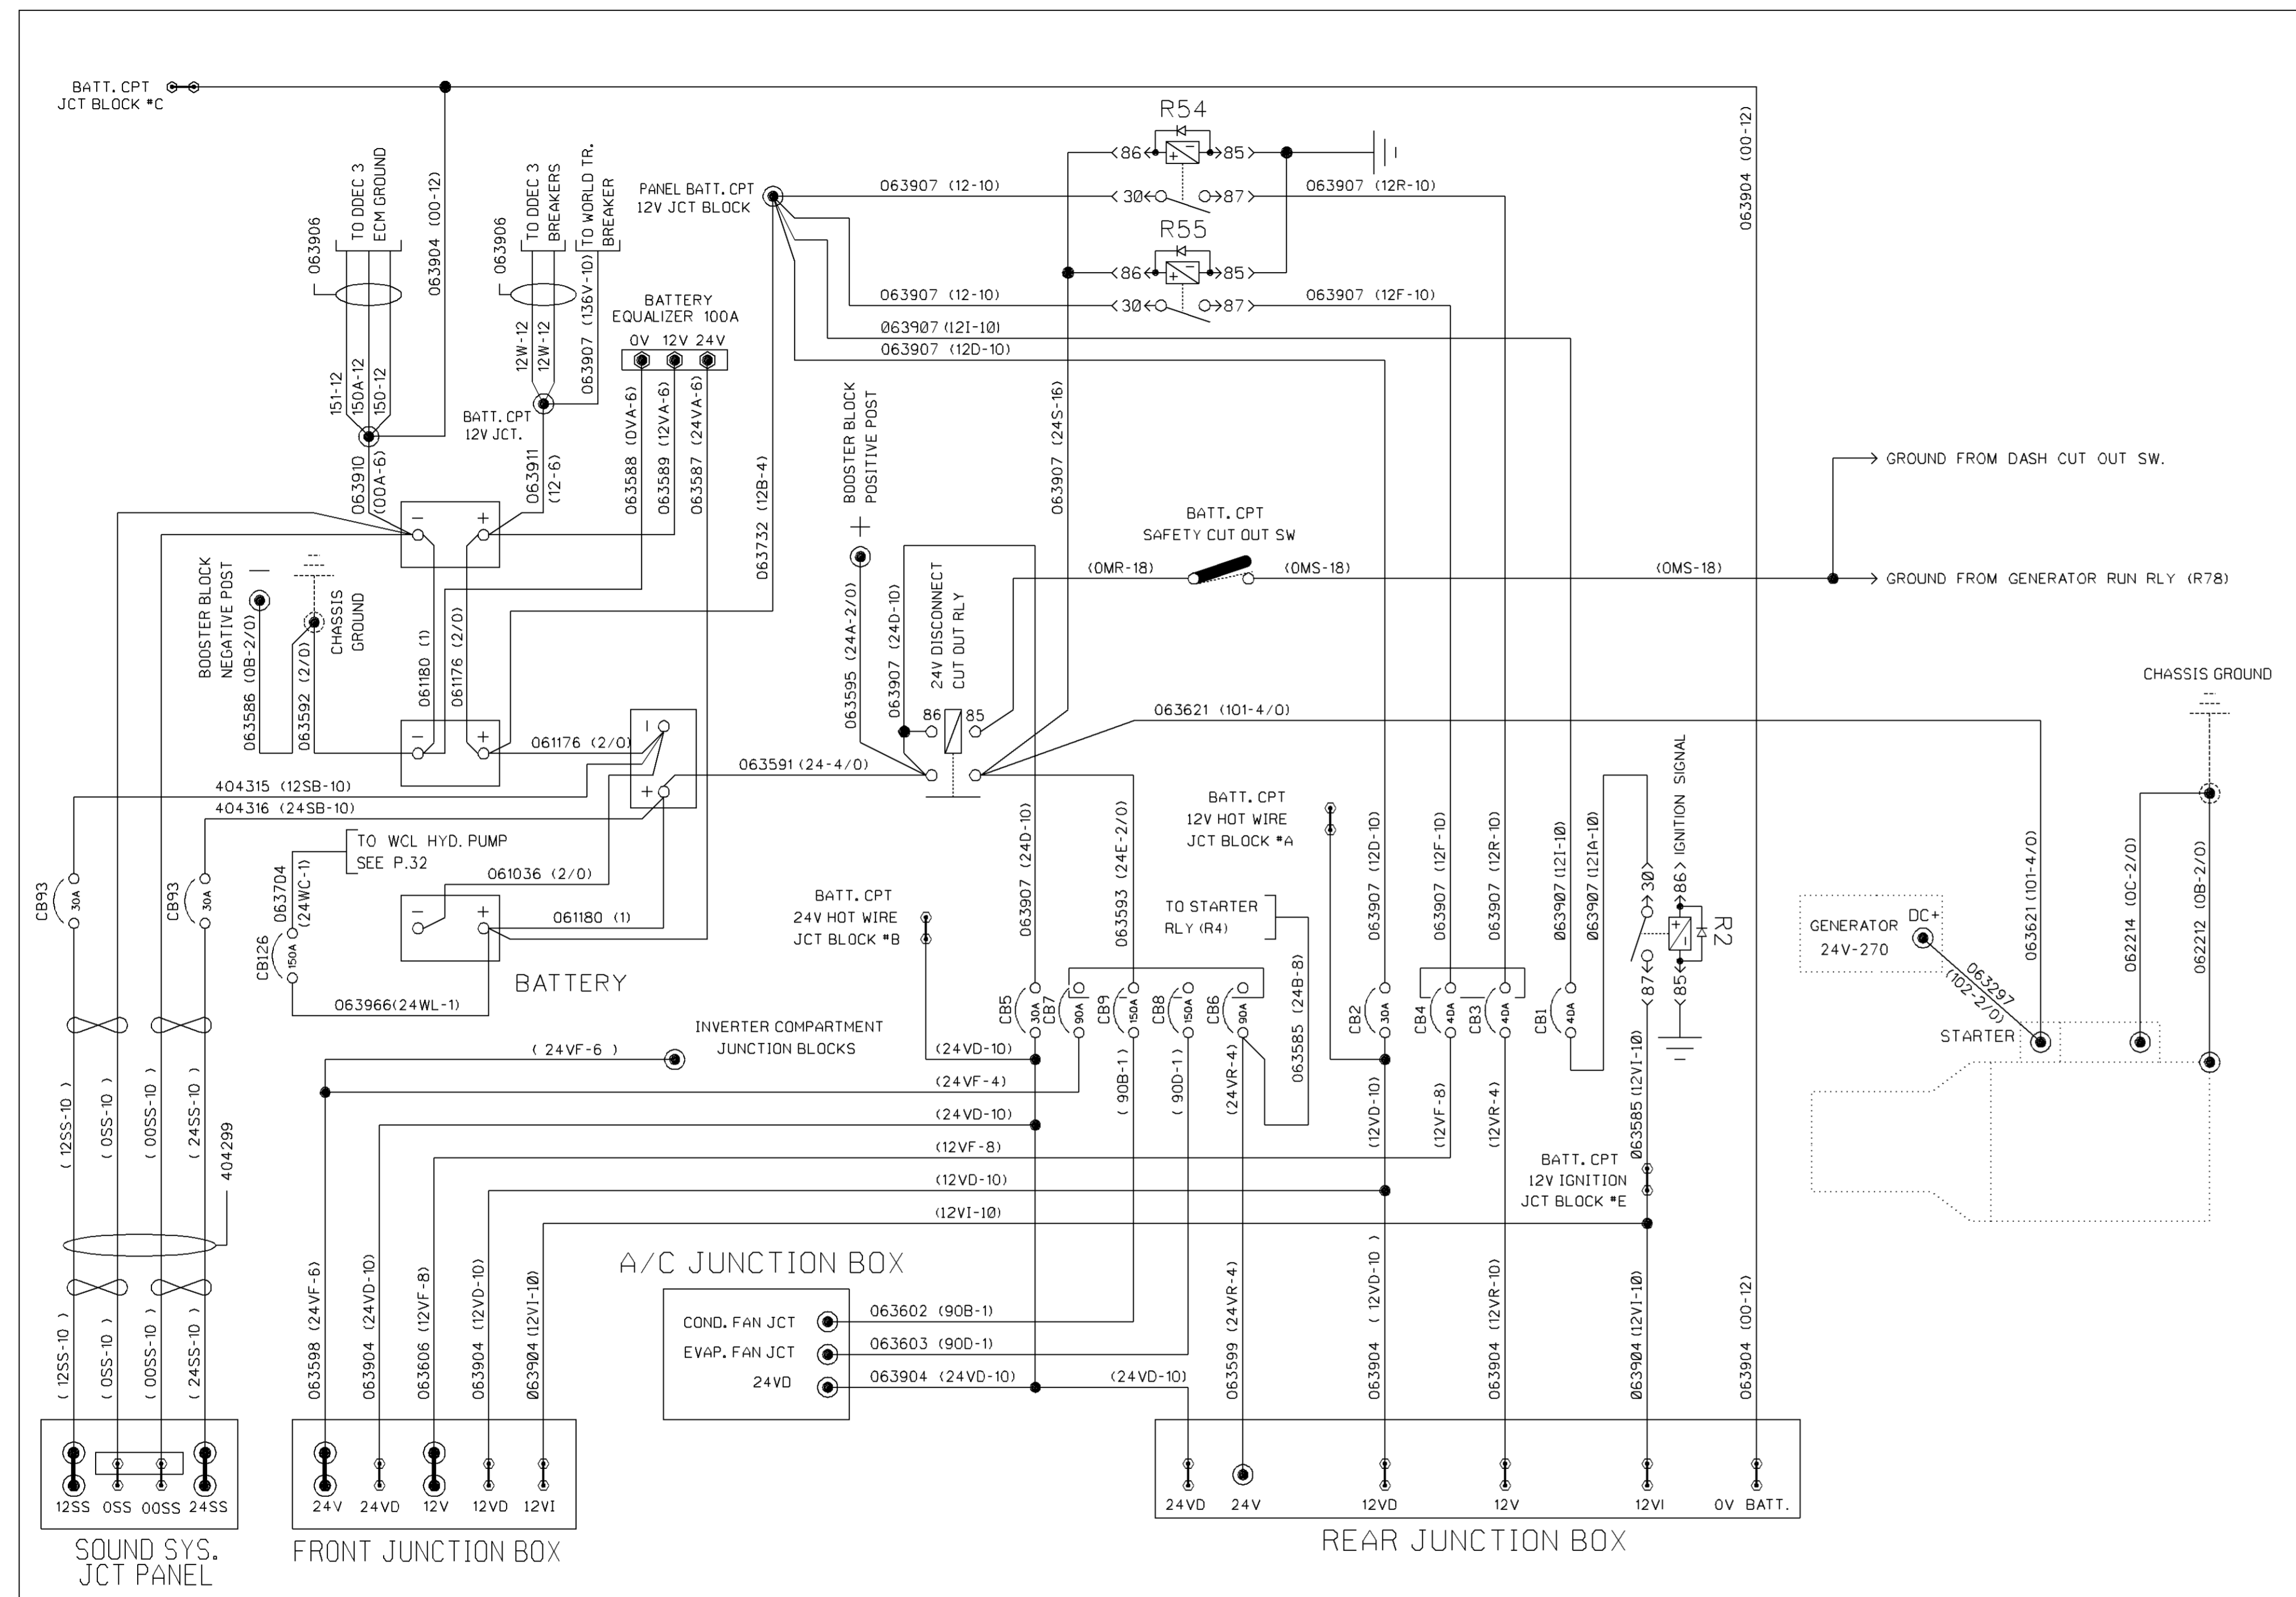 BATT. CPT
JCT BLOCK "C
063906
TO DDEC 3
ECM GROUND
063904 (00-12)
063906
TO DDEC 3
BREAKERS
TO WORLD TR.
BREAKER
063907 (136V-10)
PANEL BATT. CPT
12V JCT BLOCK
063907 (12-10)
R54
86
+
-
85
30
87
063907 (12R-10)
R55
86
+
-
85
063907 (12-10)
30
87
063907 (12F-10)
063907 (12I-10)
063907 (12D-10)
063904 (00-12)
BATTERY
EQUALIZER 100A
0V 12V 24V
151-12
150A-12
150-12
12W-12
12W-12
BATT. CPT
12V JCT.
063910
(00A-6)
063911
(12-6)
063588 (0VA-6)
063589 (12VA-6)
063587 (24VA-6)
063732 (12B-4)
BOOSTER BLOCK
POSITIVE POST
+
063907 (24S-16)
GROUND FROM DASH CUT OUT SW.
BATT. CPT
SAFETY CUT OUT SW
(0MR-18)
(0MS-18)
(0MS-18)
GROUND FROM GENERATOR RUN RLY (R78)
- +
BOOSTER BLOCK
NEGATIVE POST
-
CHASSIS
GROUND
063586 (0B-2/0)
063592 (2/0)
061180 (1)
061176 (2/0)
063595 (24A-2/0)
063907 (24D-10)
24V DISCONNECT
CUT OUT RLY
86
85
063621 (101-4/0)
CHASSIS GROUND
- +
061176 (2/0)
-
+
063591 (24-4/0)
404315 (12SB-10)
404316 (24SB-10)
TO WCL HYD. PUMP
SEE P.32
063704
(24WC-1)
CB93
30A
CB93
30A
CB126
150A
061036 (2/0)
- +
061180 (1)
BATTERY
063966(24WL-1)
BATT. CPT
24V HOT WIRE
JCT BLOCK "B
063907 (24D-10)
063593 (24E-2/0)
BATT. CPT
12V HOT WIRE
JCT BLOCK "A
TO STARTER
RLY (R4)
063585 (24B-8)
063907 (12D-10)
063907 (12F-10)
063907 (12R-10)
063907 (12I-10)
063907 (12IA-10)
30
86
IGNITION SIGNAL
+
-
R2
87
85
GENERATOR
24V-270
DC+
063297
(102-2/0)
063621 (101-4/0)
062214 (0C-2/0)
062212 (0B-2/0)
STARTER
CB5
30A
CB7
90A
CB9
150A
CB8
150A
CB6
90A
CB2
30A
CB4
40A
CB3
40A
CB1
40A
INVERTER COMPARTMENT
JUNCTION BLOCKS
( 24VF-6 )
(24VD-10)
(24VF-4)
(24VD-10)
(12VF-8)
(12VD-10)
(12VI-10)
( 90B-1 )
( 90D-1)
(24VR-4)
(12VD-10)
(12VF-8)
(12VR-4)
063585 (12VI-10)
BATT. CPT
12V IGNITION
JCT BLOCK "E
( 12SS-10 )
( 0SS-10 )
( 00SS-10 )
( 24SS-10 )
404299
( 12SS-10 )
( 0SS-10 )
( 00SS-10 )
( 24SS-10 )
063598 (24VF-6)
063904 (24VD-10)
063606 (12VF-8)
063904 (12VD-10)
063904 (12VI-10)
A/C JUNCTION BOX
COND. FAN JCT
063602 (90B-1)
EVAP. FAN JCT
063603 (90D-1)
24VD
063904 (24VD-10)
(24VD-10)
063599 (24VR-4)
063904 ( 12VD-10 )
063904 (12VR-10)
063904 (12VI-10)
063904 (00-12)
12SS 0SS 00SS 24SS
SOUND SYS.
JCT PANEL
24V 24VD 12V 12VD 12VI
FRONT JUNCTION BOX
24VD 24V 12VD 12V 12VI 0V BATT.
REAR JUNCTION BOX